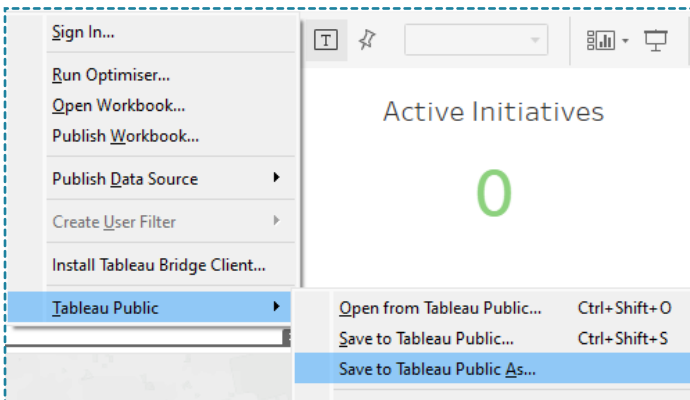 Sign In...
Run Optimiser...
Open Workbook...
Publish Workbook...
Publish Data Source
Create User Filter
Install Tableau Bridge Client...
Tableau Public
Open from Tableau Public... Ctrl+Shift+O
Save to Tableau Public... Ctrl+Shift+S
Save to Tableau Public As...
T
Active Initiatives
0